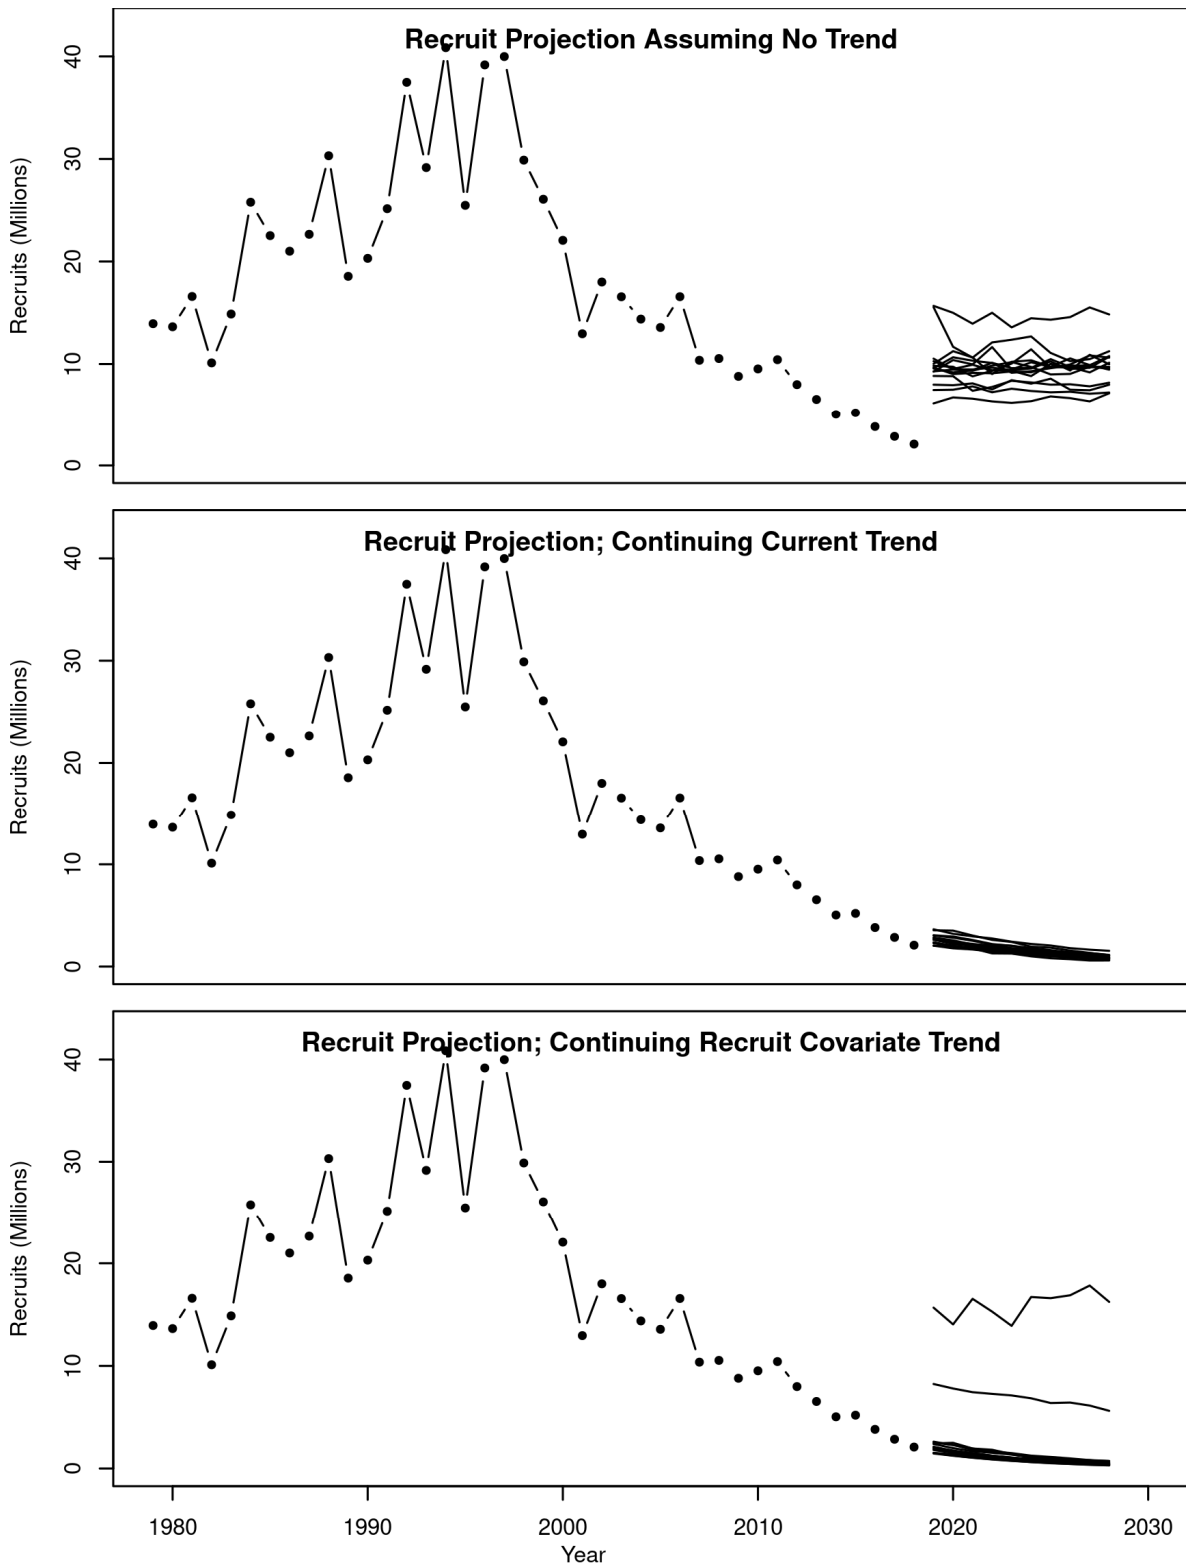 Recruit Projection Assuming No Trend
Recruits (Millions)
40
30
20
10
0
Recruit Projection; Continuing Current Trend
Recruits (Millions)
40
30
20
10
0
Recruit Projection; Continuing Recruit Covariate Trend
Recruits (Millions)
40
30
20
10
0
1980 1990 2000 2010 2020 2030
Year